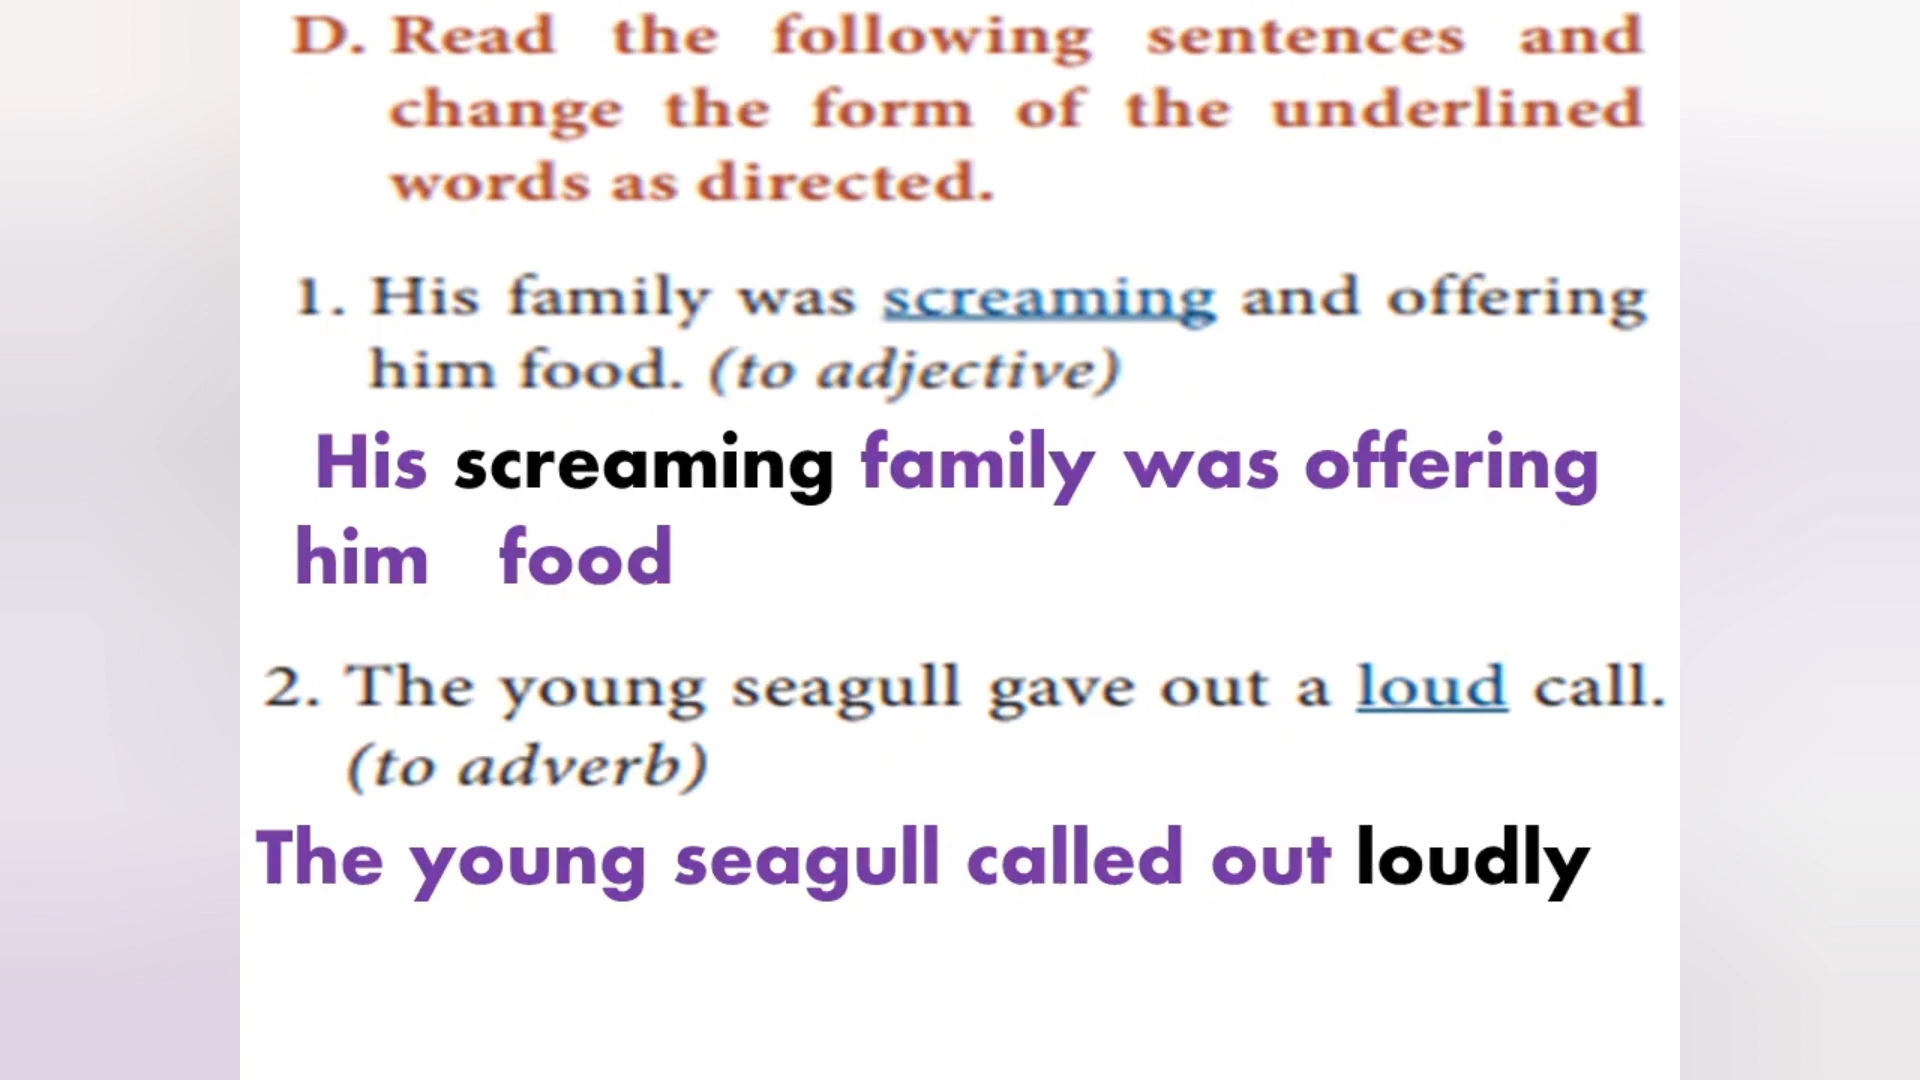 D. Read the following sentences and
change the form of the underlined
words as directed.
1. His family was screaming and offering
him food. (to adjective)
His screaming family was offering
him food
2. The young seagull gave out a loud call.
(to adverb)
The young seagull called out loudly